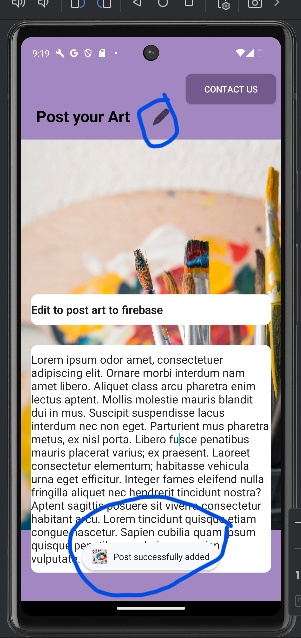 9:19
CONTACT US
Post your Art
Edit to post art to firebase
Lorem ipsum odor amet, consectetuer
adipiscing elit. Ornare morbi interdum nam
amet libero. Aliquet class arcu pharetra enim
lectus aptent. Mollis molestie mauris blandit
dui in mus. Suscipit suspendisse lacus
interdum nec non eget. Parturient mus pharetra
metus, ex nisl porta. Libero fusce penatibus
mauris placerat varius; ex praesent. Laoreet
consectetur elementum; habitasse vehicula
urna eget efficitur. Integer fames eleifend nulla
fringilla aliquet nec hendrerit tincidunt nostra?
Aptent sagittis posuere sit viverra consectetur
habitant arcu. Lorem tincidunt quisque etiam
congue nascetur. Sapien cubilia quam ipsum
quisque
vulputate.
Post successfully added